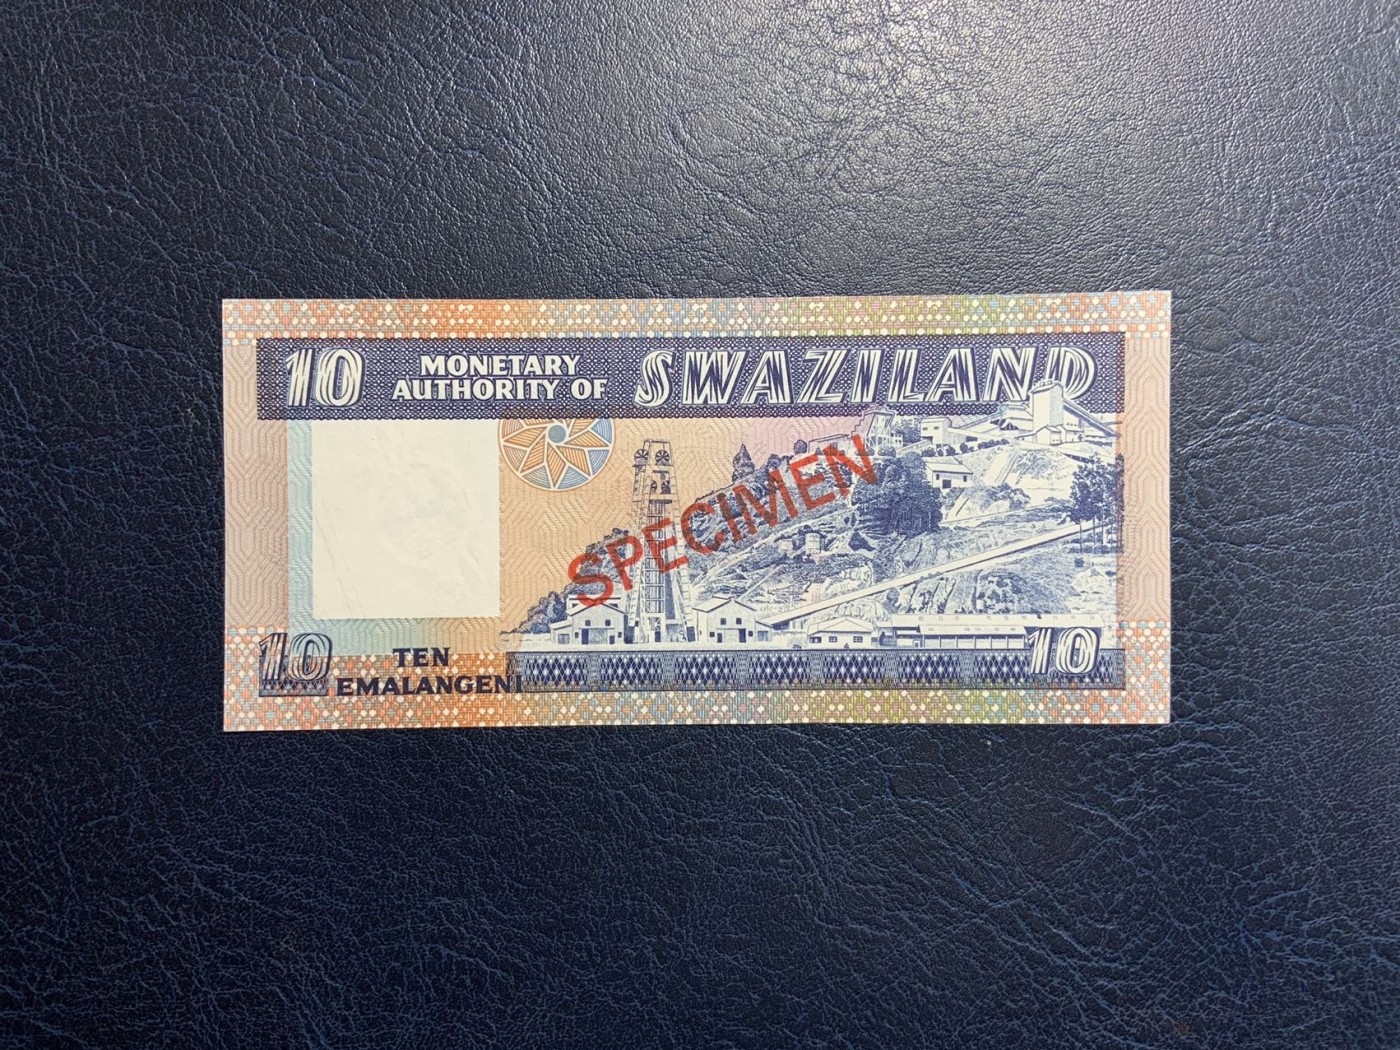 10 MONETARY AUTHORITY OF SWAZILAND
SPECIMEN
10 TEN EMALANGENI 10